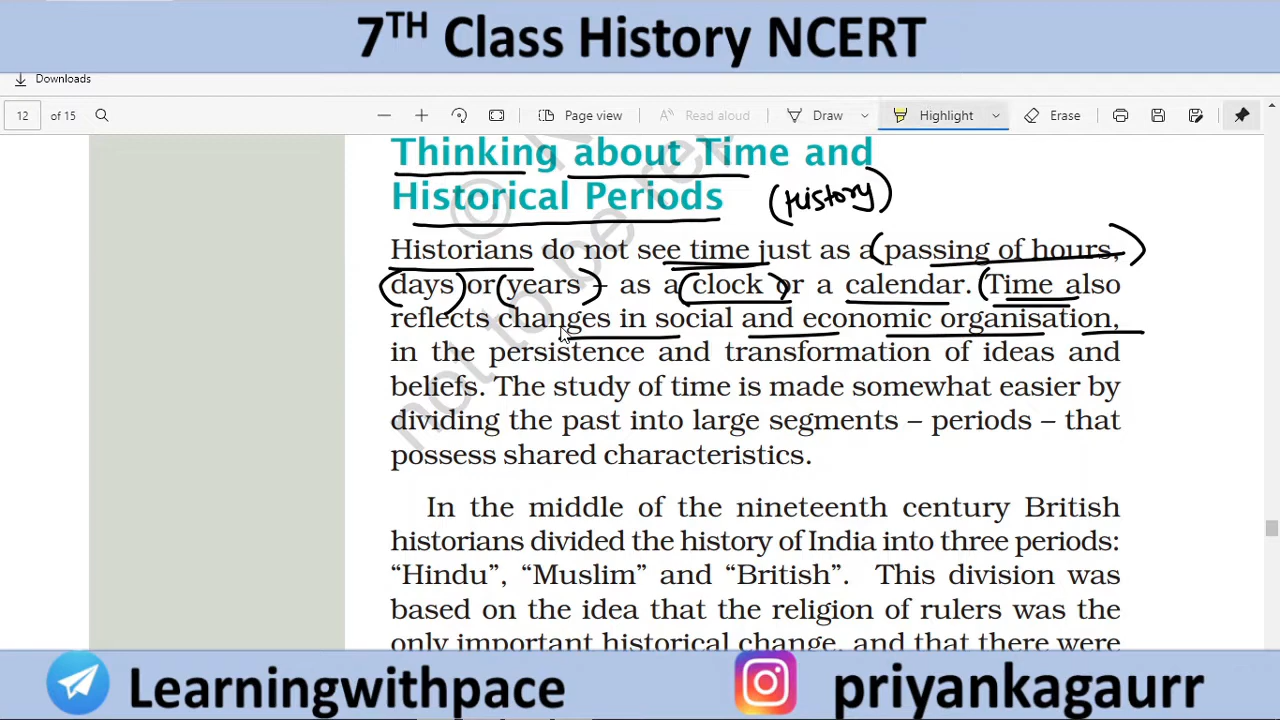 7TH Class History NCERT
Downloads
12 of 15 Page view Read aloud Draw Highlight Erase
Thinking about Time and
Historical Periods (History)
Historians do not see time just as a passing of hours,
days or years – as a clock or a calendar. Time also
reflects changes in social and economic organisation,
in the persistence and transformation of ideas and
beliefs. The study of time is made somewhat easier by
dividing the past into large segments – periods – that
possess shared characteristics.
In the middle of the nineteenth century British
historians divided the history of India into three periods:
“Hindu”, “Muslim” and “British”. This division was
based on the idea that the religion of rulers was the
only important historical change, and that there were
not to be re
Learningwithpace priyankagaurr